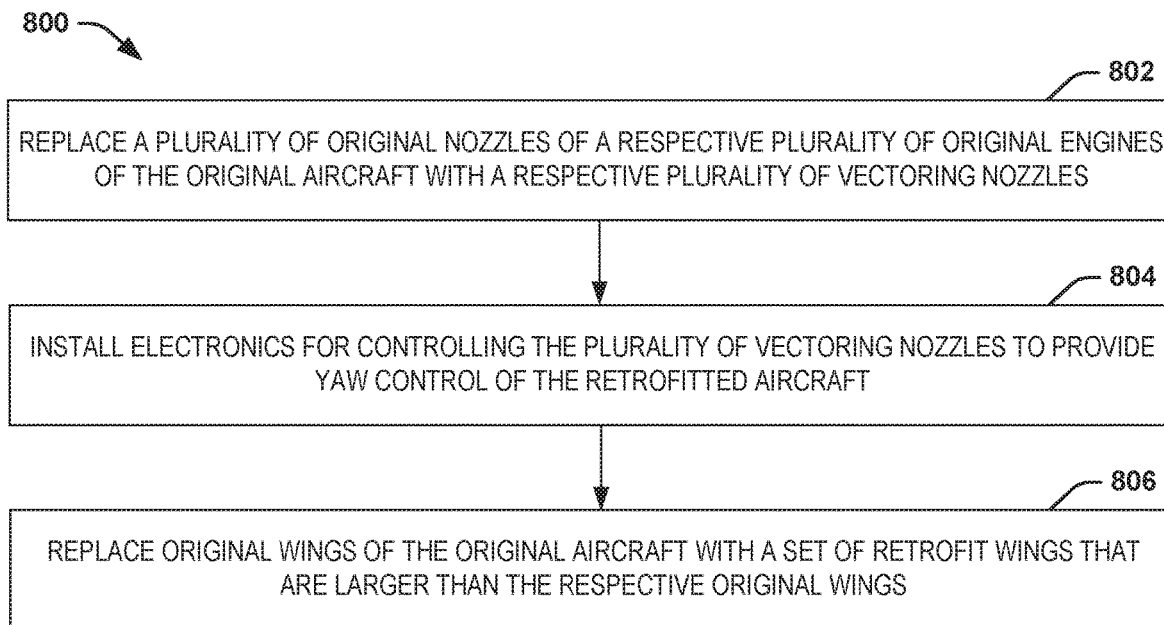 800
802
REPLACE A PLURALITY OF ORIGINAL NOZZLES OF A RESPECTIVE PLURALITY OF ORIGINAL ENGINES
OF THE ORIGINAL AIRCRAFT WITH A RESPECTIVE PLURALITY OF VECTORING NOZZLES
804
INSTALL ELECTRONICS FOR CONTROLLING THE PLURALITY OF VECTORING NOZZLES TO PROVIDE
YAW CONTROL OF THE RETROFITTED AIRCRAFT
806
REPLACE ORIGINAL WINGS OF THE ORIGINAL AIRCRAFT WITH A SET OF RETROFIT WINGS THAT
ARE LARGER THAN THE RESPECTIVE ORIGINAL WINGS